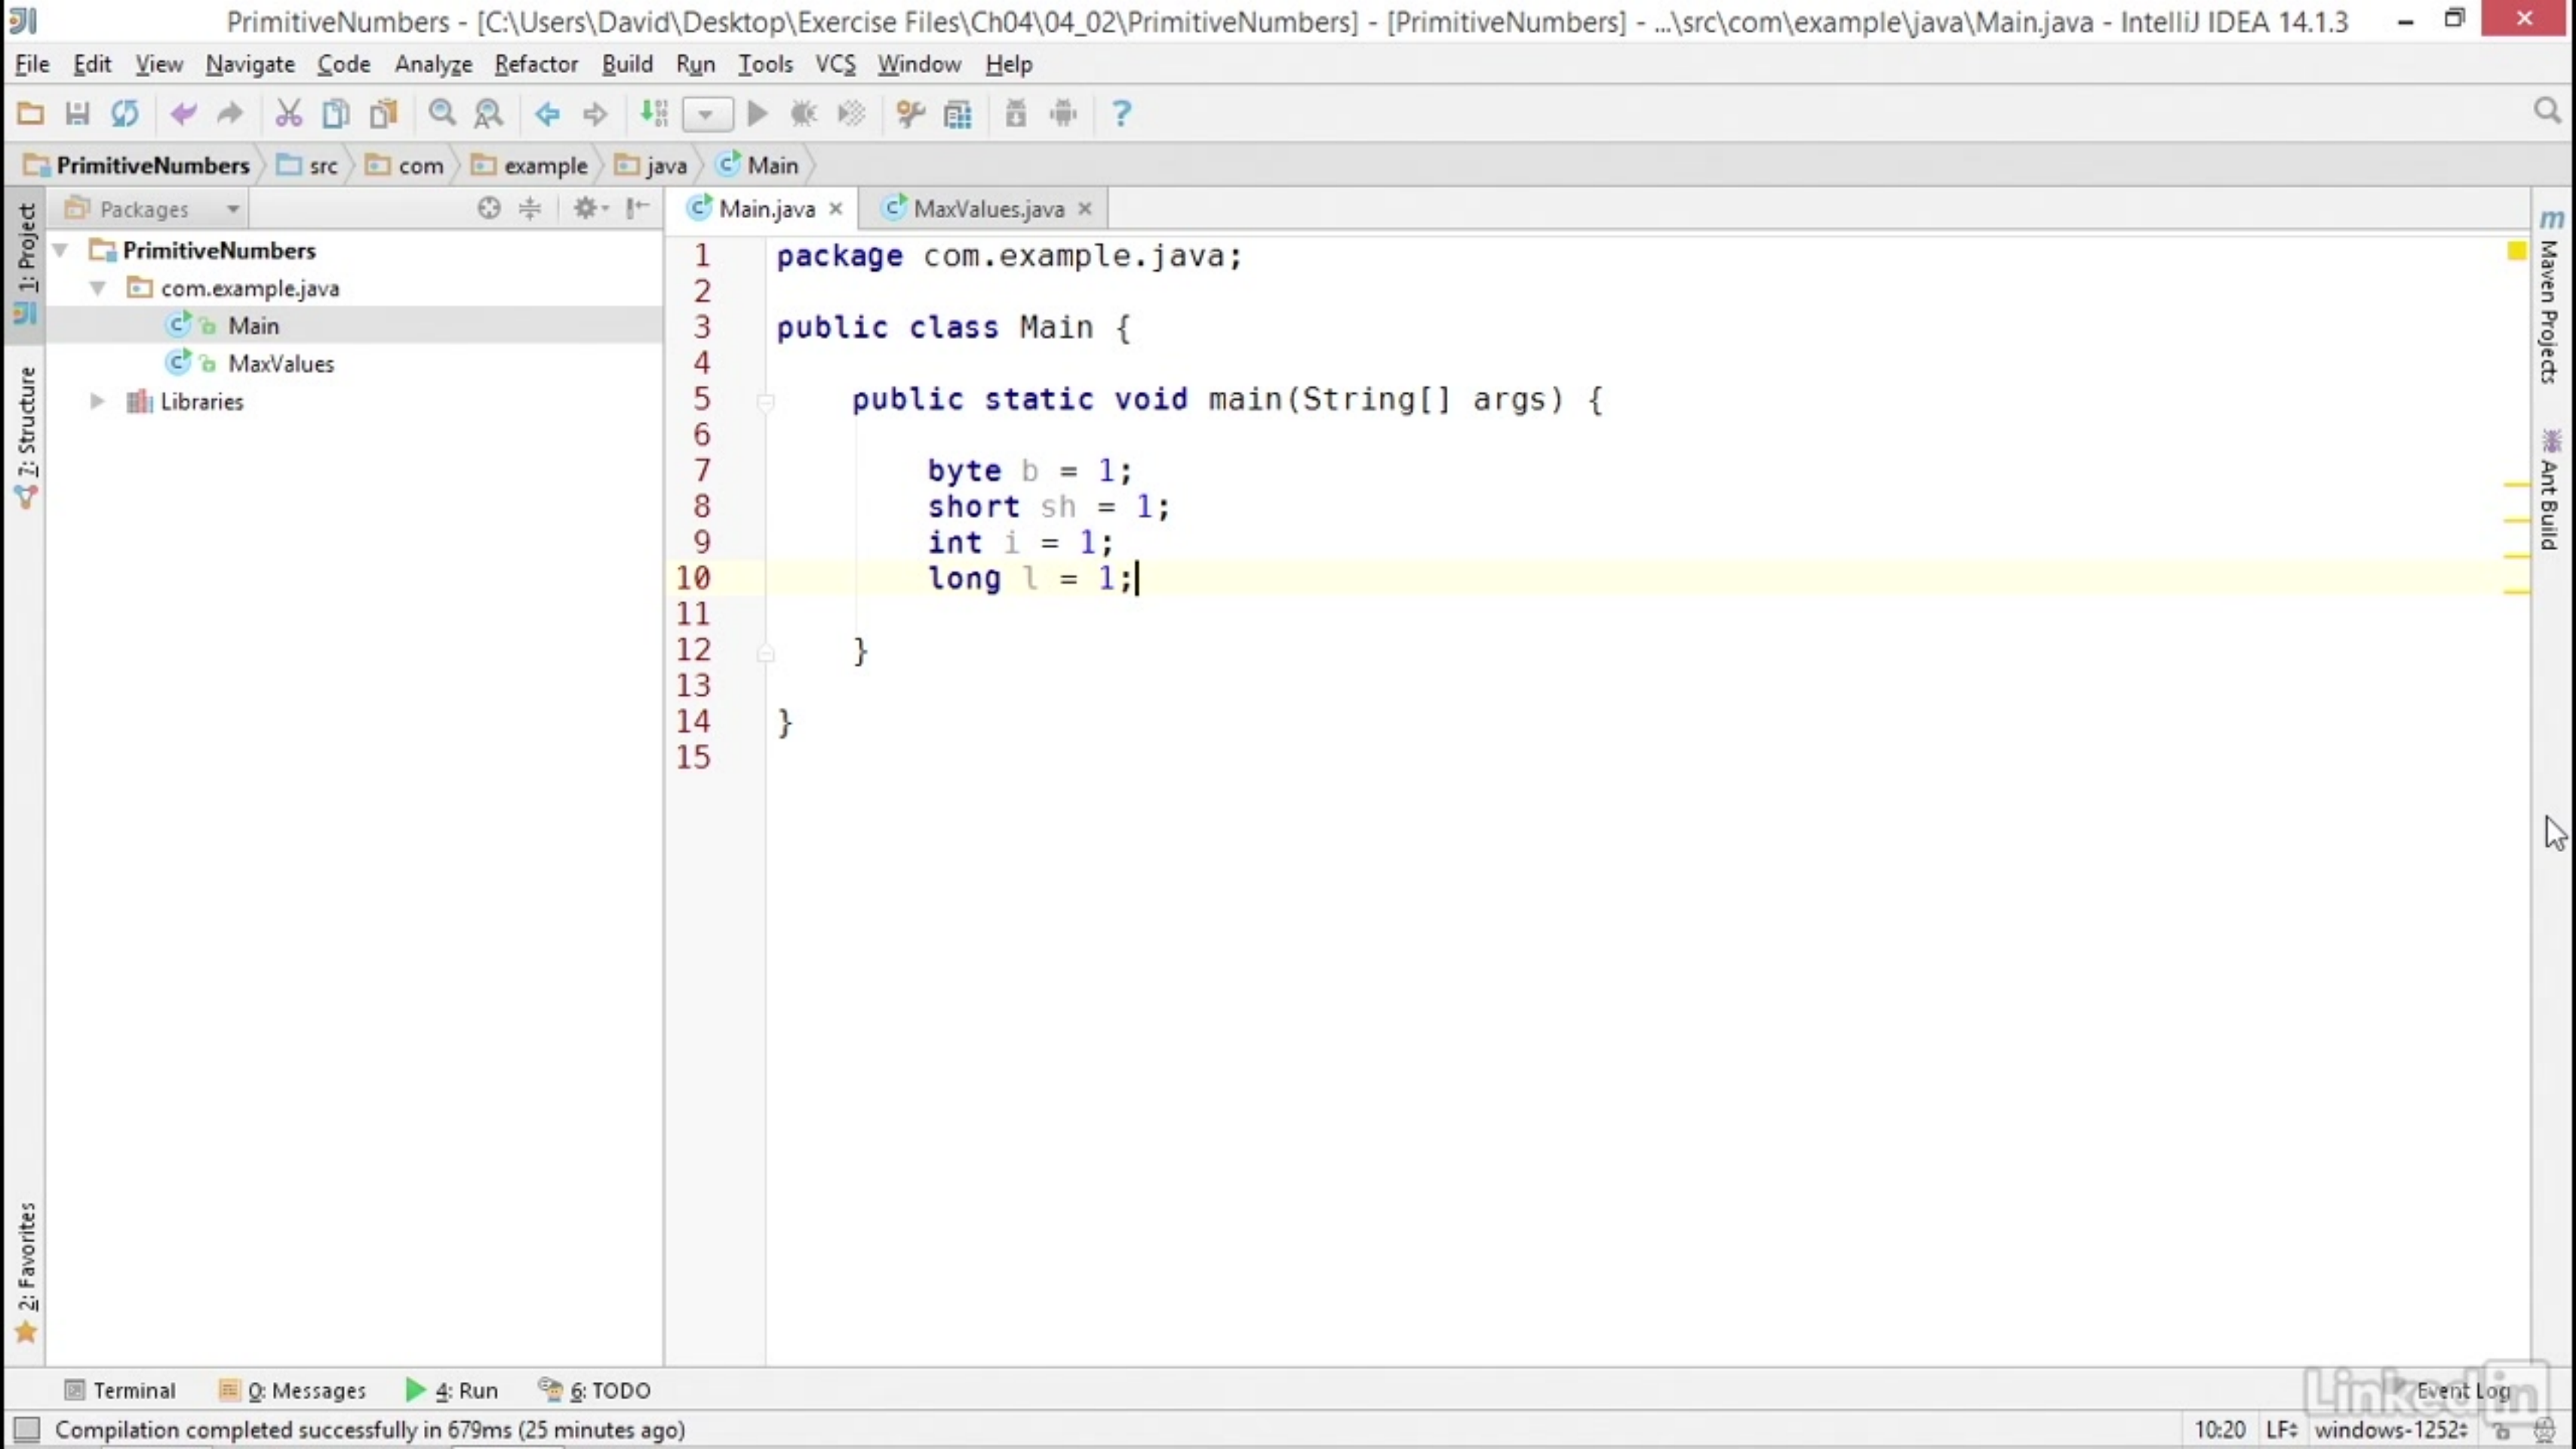 PrimitiveNumbers - [C:\Users\David\Desktop\Exercise Files\Ch04\04_02\PrimitiveNumbers] - [PrimitiveNumbers] - ...\src\com\example\java\Main.java - IntelliJ IDEA 14.1.3
File Edit View Navigate Code Analyze Refactor Build Run Tools VCS Window Help
PrimitiveNumbers src com example java Main
Packages
Main.java MaxValues.java
1: Project
7: Structure
2: Favorites
PrimitiveNumbers
com.example.java
Main
MaxValues
Libraries
1 package com.example.java;
2
3 public class Main {
4
5 public static void main(String[] args) {
6
7 byte b = 1;
8 short sh = 1;
9 int i = 1;
10 long l = 1;
11
12 }
13
14 }
15
Maven Projects
Ant Build
Terminal 0: Messages 4: Run 6: TODO Event Log
Linked in
Compilation completed successfully in 679ms (25 minutes ago) 10:20 LF windows-1252